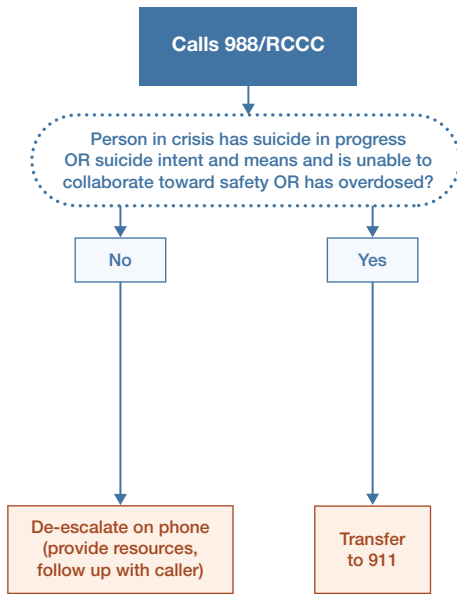 Calls 988/RCCC
Person in crisis has suicide in progress
OR suicide intent and means and is unable to
collaborate toward safety OR has overdosed?
No
Yes
De-escalate on phone
(provide resources,
follow up with caller)
Transfer
to 911